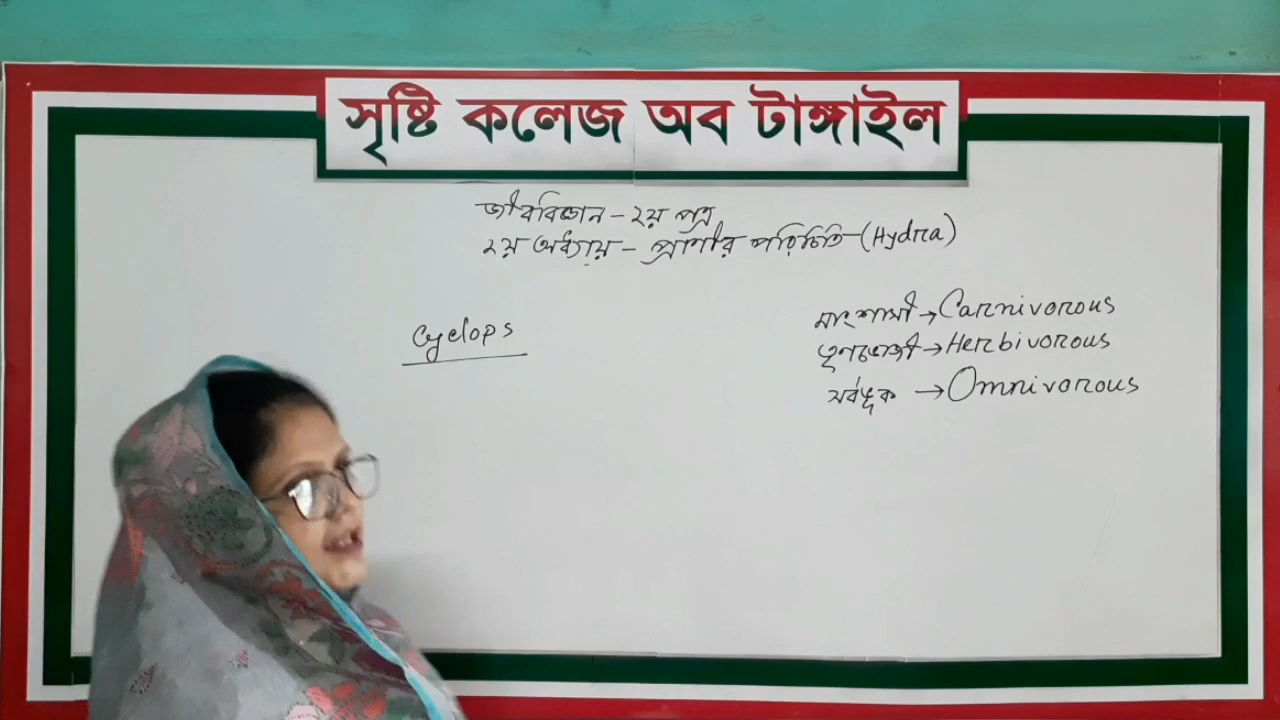 সৃষ্টি কলেজ অব টাঙ্গাইল
জীববিজ্ঞান - ২য় পত্র
২য় অধ্যায় - প্রাণীর পরিচিতি - (Hydra)
Cyclops
মাংশাসী → Carnivorous
তৃণভোজী → Herbivorous
সর্বভূক → Omnivorous